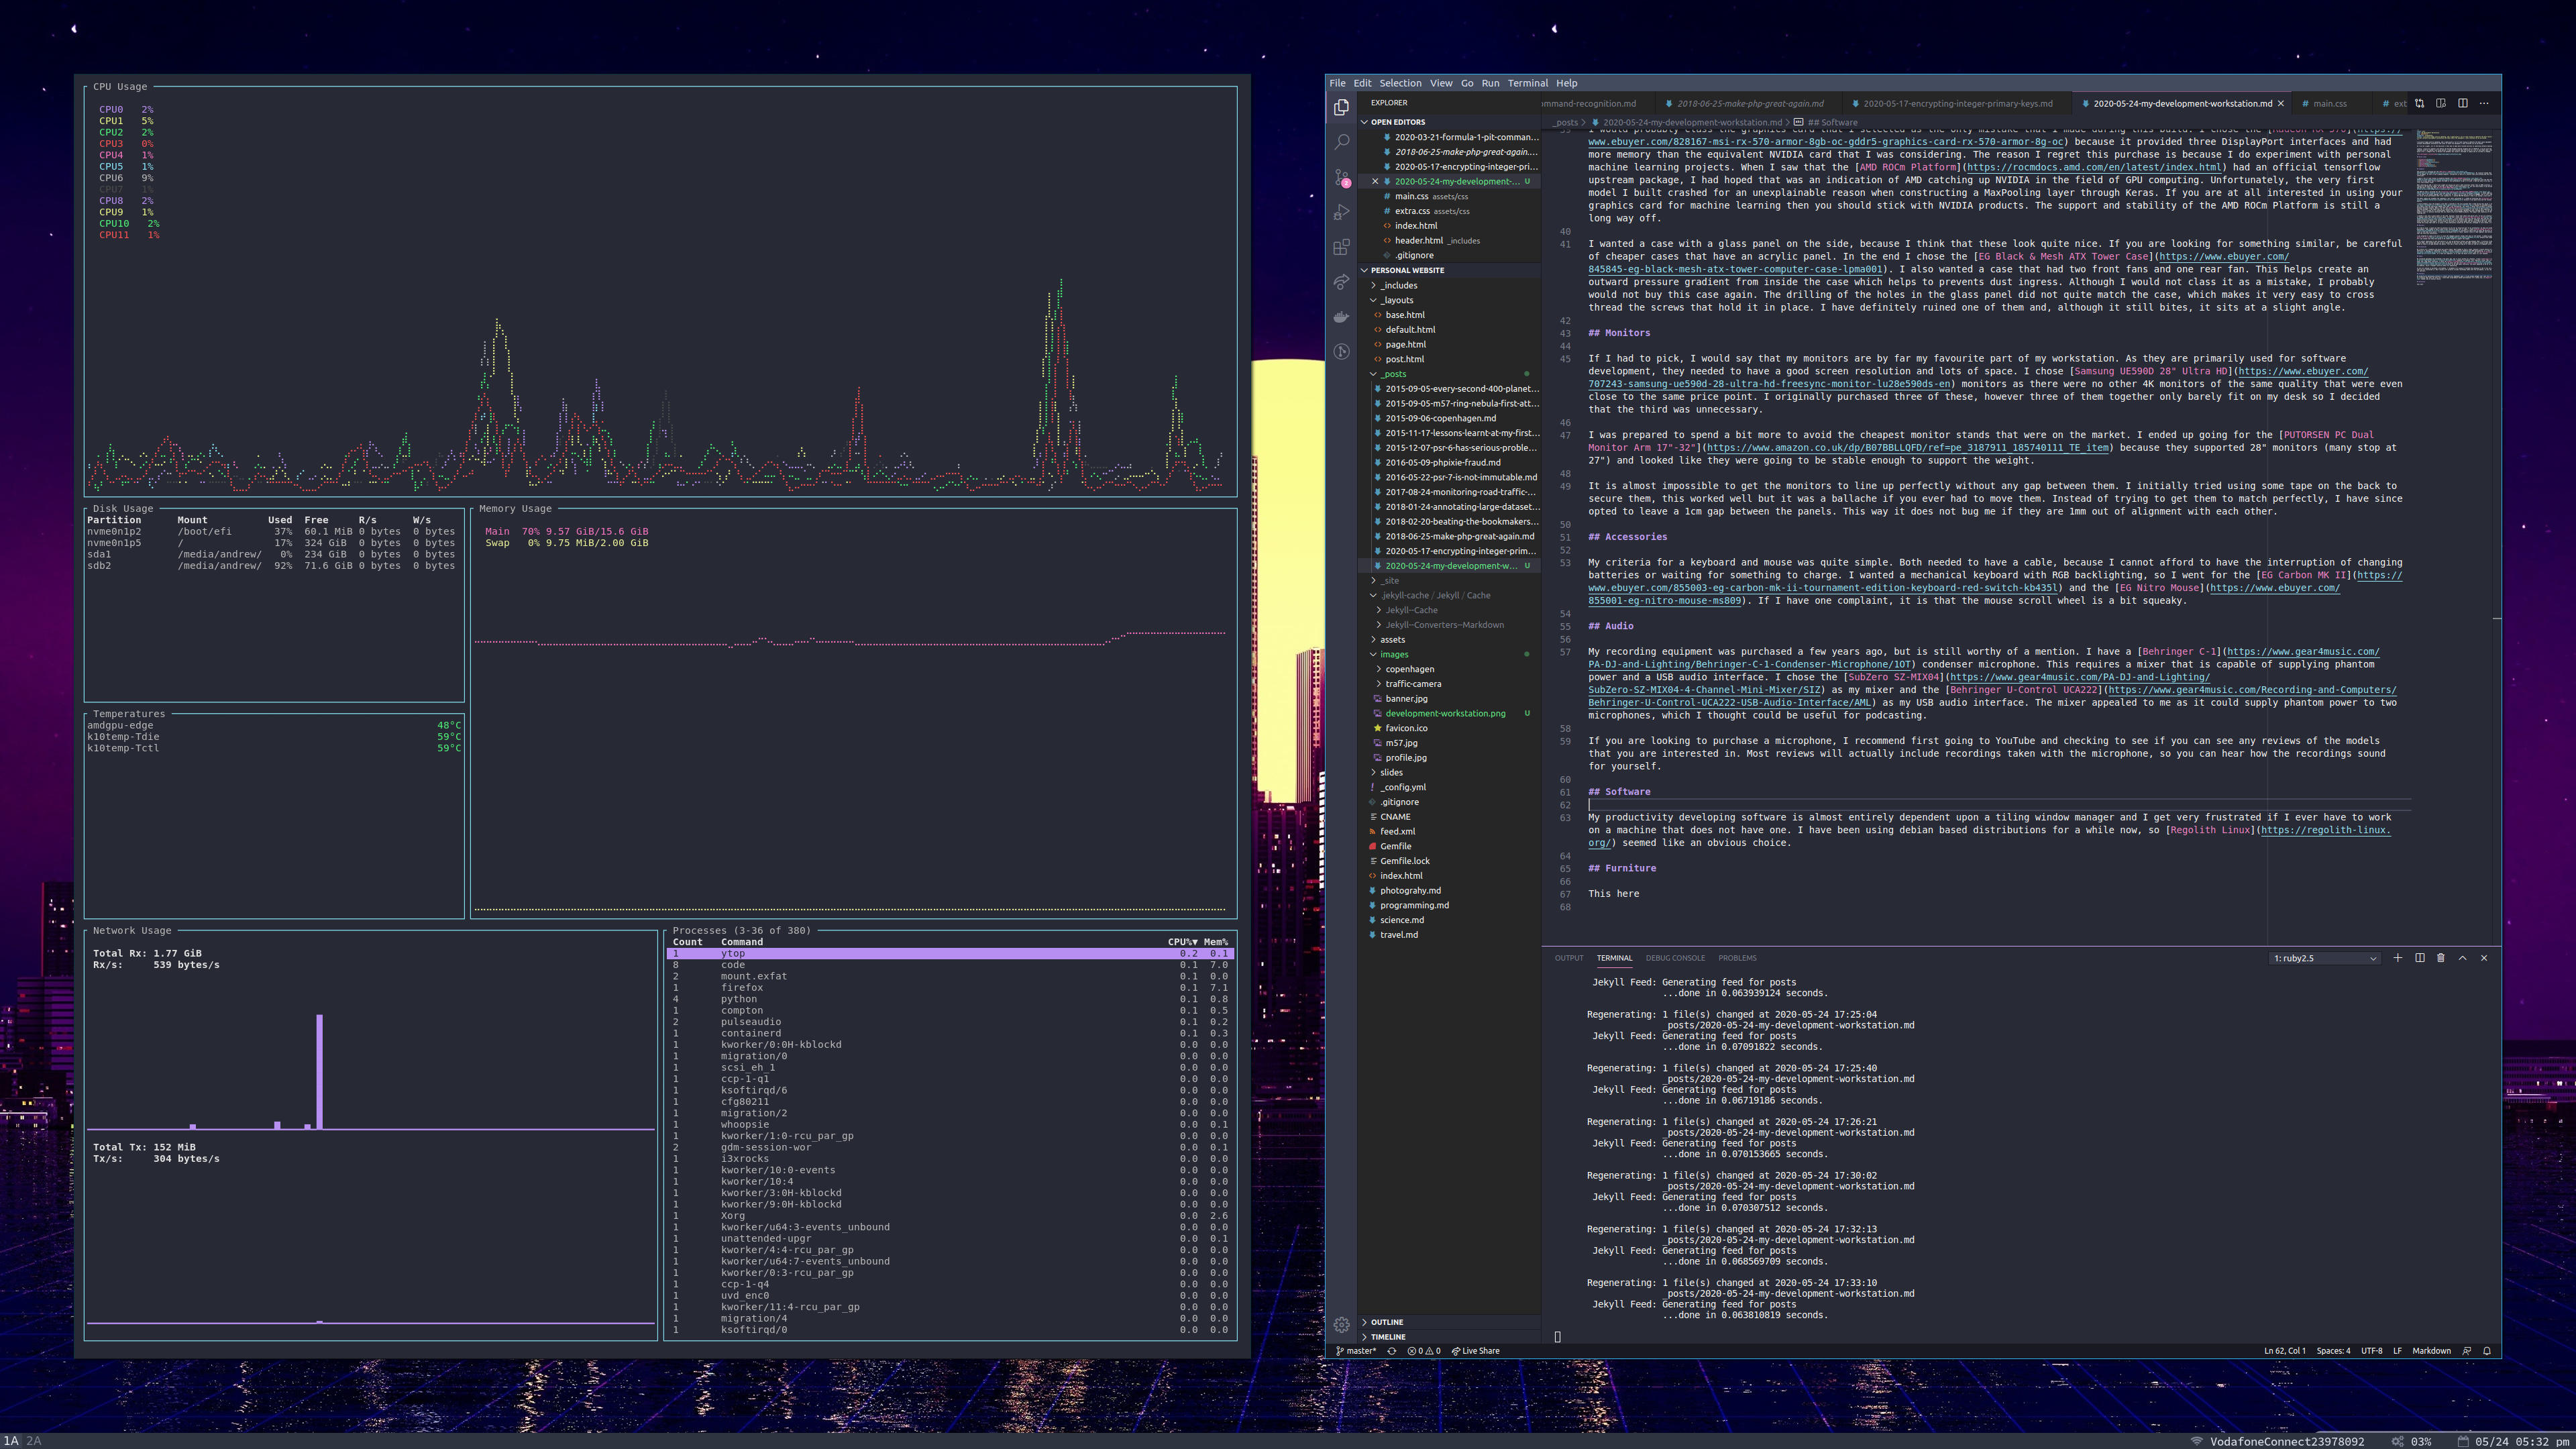 CPU Usage
CPU0 2%
CPU1 5%
CPU2 2%
CPU3 0%
CPU4 1%
CPU5 1%
CPU6 9%
CPU7 1%
CPU8 2%
CPU9 1%
CPU10 2%
CPU11 1%
Disk Usage
Partition Mount Used Free R/s W/s
nvme0n1p2 /boot/efi 37% 60.1 MiB 0 bytes 0 bytes
nvme0n1p5 / 17% 324 GiB 0 bytes 0 bytes
sda1 /media/andrew/ 0% 234 GiB 0 bytes 0 bytes
sdb2 /media/andrew/ 92% 71.6 GiB 0 bytes 0 bytes
Memory Usage
Main 70% 9.57 GiB/15.6 GiB
Swap 0% 9.75 MiB/2.00 GiB
Temperatures
amdgpu-edge 48°C
k10temp-Tdie 59°C
k10temp-Tctl 59°C
Network Usage
Total Rx: 1.77 GiB
Rx/s: 539 bytes/s
Total Tx: 152 MiB
Tx/s: 304 bytes/s
Processes (3-36 of 380)
Count Command CPU%▼ Mem%
1 ytop 0.2 0.1
8 code 0.1 7.0
2 mount.exfat 0.1 0.0
1 firefox 0.1 7.1
4 python 0.1 0.8
1 compton 0.1 0.5
2 pulseaudio 0.1 0.2
1 containerd 0.1 0.3
1 kworker/0:0H-kblockd 0.0 0.0
1 migration/0 0.0 0.0
1 scsi_eh_1 0.0 0.0
1 ccp-1-q1 0.0 0.0
1 ksoftirqd/6 0.0 0.0
1 cfg80211 0.0 0.0
1 migration/2 0.0 0.0
1 whoopsie 0.0 0.1
1 kworker/1:0-rcu_par_gp 0.0 0.0
2 gdm-session-wor 0.0 0.1
1 i3xrocks 0.0 0.0
1 kworker/10:0-events 0.0 0.0
1 kworker/10:4 0.0 0.0
1 kworker/3:0H-kblockd 0.0 0.0
1 kworker/9:0H-kblockd 0.0 0.0
1 Xorg 0.0 2.6
1 kworker/u64:3-events_unbound 0.0 0.0
1 unattended-upgr 0.0 0.1
1 kworker/4:4-rcu_par_gp 0.0 0.0
1 kworker/u64:7-events_unbound 0.0 0.0
1 kworker/0:3-rcu_par_gp 0.0 0.0
1 ccp-1-q4 0.0 0.0
1 uvd_enc0 0.0 0.0
1 kworker/11:4-rcu_par_gp 0.0 0.0
1 migration/4 0.0 0.0
1 ksoftirqd/0 0.0 0.0
File Edit Selection View Go Run Terminal Help
EXPLORER
OPEN EDITORS
2020-03-21-formula-1-pit-comman...
2018-06-25-make-php-great-again....
2020-05-17-encrypting-integer-pri...
2020-05-24-my-development-... U
main.css assets/css
extra.css assets/css
index.html
header.html _includes
.gitignore
PERSONAL WEBSITE
_includes
_layouts
base.html
default.html
page.html
post.html
_posts
2015-09-05-every-second-400-planet...
2015-09-05-m57-ring-nebula-first-att...
2015-09-06-copenhagen.md
2015-11-17-lessons-learnt-at-my-first...
2015-12-07-psr-6-has-serious-proble...
2016-05-09-phpixie-fraud.md
2016-05-22-psr-7-is-not-immutable.md
2017-08-24-monitoring-road-traffic-...
2018-01-24-annotating-large-dataset...
2018-02-20-beating-the-bookmakers...
2018-06-25-make-php-great-again.md
2020-05-17-encrypting-integer-prim...
2020-05-24-my-development-w... U
_site
.jekyll-cache / Jekyll / Cache
Jekyll--Cache
Jekyll--Converters--Markdown
assets
images
copenhagen
traffic-camera
banner.jpg
development-workstation.png U
favicon.ico
m57.jpg
profile.jpg
slides
_config.yml
.gitignore
CNAME
feed.xml
Gemfile
Gemfile.lock
index.html
photograhy.md
programming.md
science.md
travel.md
OUTLINE
TIMELINE
mmand-recognition.md 2018-06-25-make-php-great-again.md 2020-05-17-encrypting-integer-primary-keys.md 2020-05-24-my-development-workstation.md main.css ext
_posts > 2020-05-24-my-development-workstation.md > ## Software
39 I would probably class the graphics card that I selected as the only mistake that I made during this build. I chose the [Radeon RX 570](https://
www.ebuyer.com/828167-msi-rx-570-armor-8gb-oc-gddr5-graphics-card-rx-570-armor-8g-oc) because it provided three DisplayPort interfaces and had
more memory than the equivalent NVIDIA card that I was considering. The reason I regret this purchase is because I do experiment with personal
machine learning projects. When I saw that the [AMD ROCm Platform](https://rocmdocs.amd.com/en/latest/index.html) had an official tensorflow
upstream package, I had hoped that was an indication of AMD catching up NVIDIA in the field of GPU computing. Unfortunately, the very first
model I built crashed for an unexplainable reason when constructing a MaxPooling layer through Keras. If you are at all interested in using your
graphics card for machine learning then you should stick with NVIDIA products. The support and stability of the AMD ROCm Platform is still a
long way off.
40
41 I wanted a case with a glass panel on the side, because I think that these look quite nice. If you are looking for something similar, be careful
of cheaper cases that have an acrylic panel. In the end I chose the [EG Black & Mesh ATX Tower Case](https://www.ebuyer.com/
845845-eg-black-mesh-atx-tower-computer-case-lpma001). I also wanted a case that had two front fans and one rear fan. This helps create an
outward pressure gradient from inside the case which helps to prevents dust ingress. Although I would not class it as a mistake, I probably
would not buy this case again. The drilling of the holes in the glass panel did not quite match the case, which makes it very easy to cross
thread the screws that hold it in place. I have definitely ruined one of them and, although it still bites, it sits at a slight angle.
42
43 ## Monitors
44
45 If I had to pick, I would say that my monitors are by far my favourite part of my workstation. As they are primarily used for software
development, they needed to have a good screen resolution and lots of space. I chose [Samsung UE590D 28" Ultra HD](https://www.ebuyer.com/
707243-samsung-ue590d-28-ultra-hd-freesync-monitor-lu28e590ds-en) monitors as there were no other 4K monitors of the same quality that were even
close to the same price point. I originally purchased three of these, however three of them together only barely fit on my desk so I decided
that the third was unnecessary.
46
47 I was prepared to spend a bit more to avoid the cheapest monitor stands that were on the market. I ended up going for the [PUTORSEN PC Dual
Monitor Arm 17"-32"](https://www.amazon.co.uk/dp/B07BBLLQFD/ref=pe_3187911_185740111_TE_item) because they supported 28" monitors (many stop at
27") and looked like they were going to be stable enough to support the weight.
48
49 It is almost impossible to get the monitors to line up perfectly without any gap between them. I initially tried using some tape on the back to
secure them, this worked well but it was a ballache if you ever had to move them. Instead of trying to get them to match perfectly, I have since
opted to leave a 1cm gap between the panels. This way it does not bug me if they are 1mm out of alignment with each other.
50
51 ## Accessories
52
53 My criteria for a keyboard and mouse was quite simple. Both needed to have a cable, because I cannot afford to have the interruption of changing
batteries or waiting for something to charge. I wanted a mechanical keyboard with RGB backlighting, so I went for the [EG Carbon MK II](https://
www.ebuyer.com/855003-eg-carbon-mk-ii-tournament-edition-keyboard-red-switch-kb435l) and the [EG Nitro Mouse](https://www.ebuyer.com/
855001-eg-nitro-mouse-ms809). If I have one complaint, it is that the mouse scroll wheel is a bit squeaky.
54
55 ## Audio
56
57 My recording equipment was purchased a few years ago, but is still worthy of a mention. I have a [Behringer C-1](https://www.gear4music.com/
PA-DJ-and-Lighting/Behringer-C-1-Condenser-Microphone/1OT) condenser microphone. This requires a mixer that is capable of supplying phantom
power and a USB audio interface. I chose the [SubZero SZ-MIX04](https://www.gear4music.com/PA-DJ-and-Lighting/
SubZero-SZ-MIX04-4-Channel-Mini-Mixer/SIZ) as my mixer and the [Behringer U-Control UCA222](https://www.gear4music.com/Recording-and-Computers/
Behringer-U-Control-UCA222-USB-Audio-Interface/AML) as my USB audio interface. The mixer appealed to me as it could supply phantom power to two
microphones, which I thought could be useful for podcasting.
58
59 If you are looking to purchase a microphone, I recommend first going to YouTube and checking to see if you can see any reviews of the models
that you are interested in. Most reviews will actually include recordings taken with the microphone, so you can hear how the recordings sound
for yourself.
60
61 ## Software
62
63 My productivity developing software is almost entirely dependent upon a tiling window manager and I get very frustrated if I ever have to work
on a machine that does not have one. I have been using debian based distributions for a while now, so [Regolith Linux](https://regolith-linux.
org/) seemed like an obvious choice.
64
65 ## Furniture
66
67 This here
68
OUTPUT TERMINAL DEBUG CONSOLE PROBLEMS 1: ruby2.5
Jekyll Feed: Generating feed for posts
...done in 0.063939124 seconds.
Regenerating: 1 file(s) changed at 2020-05-24 17:25:04
_posts/2020-05-24-my-development-workstation.md
Jekyll Feed: Generating feed for posts
...done in 0.07091822 seconds.
Regenerating: 1 file(s) changed at 2020-05-24 17:25:40
_posts/2020-05-24-my-development-workstation.md
Jekyll Feed: Generating feed for posts
...done in 0.06719186 seconds.
Regenerating: 1 file(s) changed at 2020-05-24 17:26:21
_posts/2020-05-24-my-development-workstation.md
Jekyll Feed: Generating feed for posts
...done in 0.070153665 seconds.
Regenerating: 1 file(s) changed at 2020-05-24 17:30:02
_posts/2020-05-24-my-development-workstation.md
Jekyll Feed: Generating feed for posts
...done in 0.070307512 seconds.
Regenerating: 1 file(s) changed at 2020-05-24 17:32:13
_posts/2020-05-24-my-development-workstation.md
Jekyll Feed: Generating feed for posts
...done in 0.068569709 seconds.
Regenerating: 1 file(s) changed at 2020-05-24 17:33:10
_posts/2020-05-24-my-development-workstation.md
Jekyll Feed: Generating feed for posts
...done in 0.063810819 seconds.
master* 0 0 Live Share Ln 62, Col 1 Spaces: 4 UTF-8 LF Markdown
1A 2A VodafoneConnect23978092 03% 05/24 05:32 pm